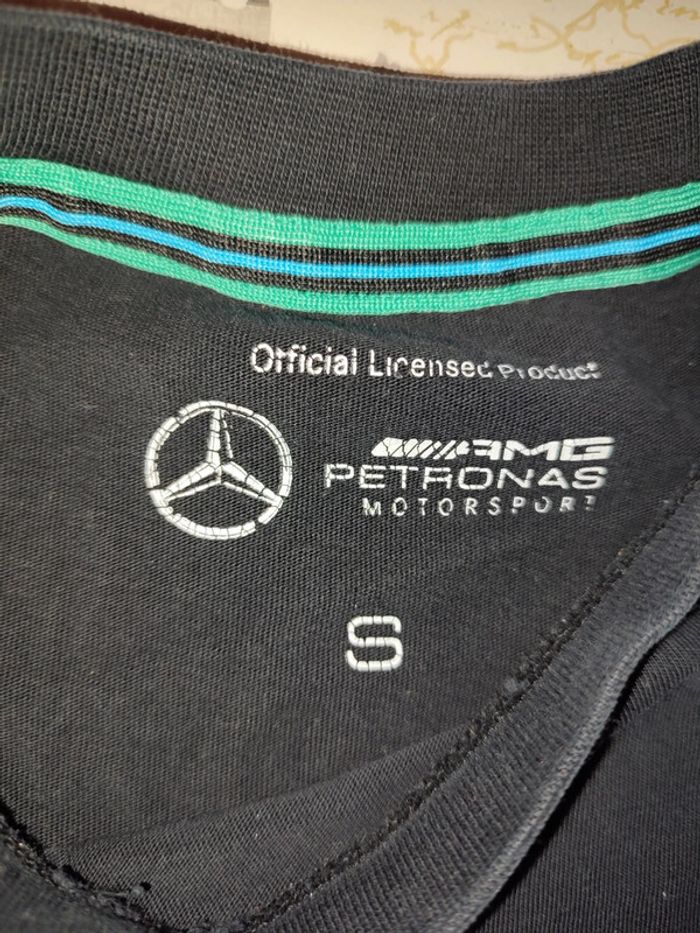 Official Licensed Product
AMG
PETRONAS
MOTORSPORT
S